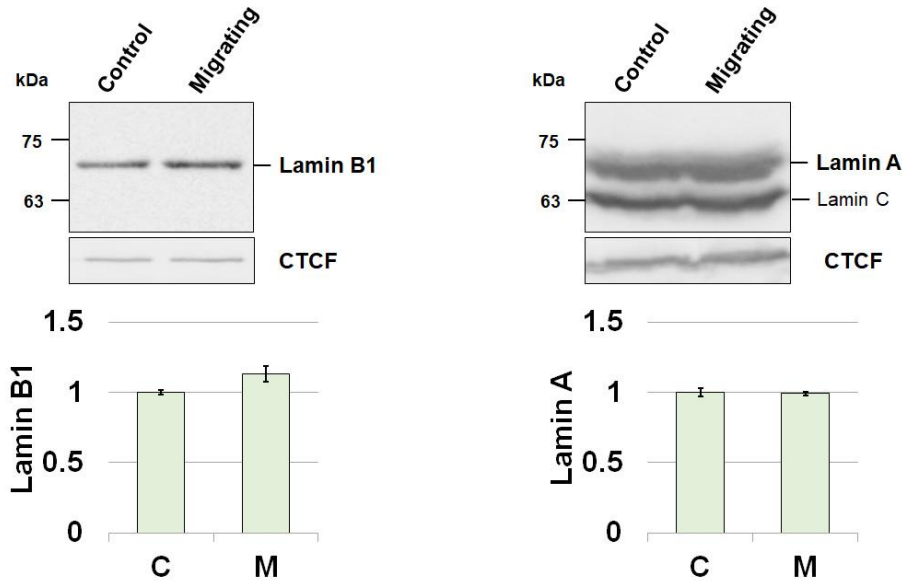 kDa
Control
Migrating
75
63
Lamin B1
CTCF
1.5
1
0.5
0
Lamin B1
C
M
kDa
Control
Migrating
75
63
Lamin A
Lamin C
CTCF
1.5
1
0.5
0
Lamin A
C
M